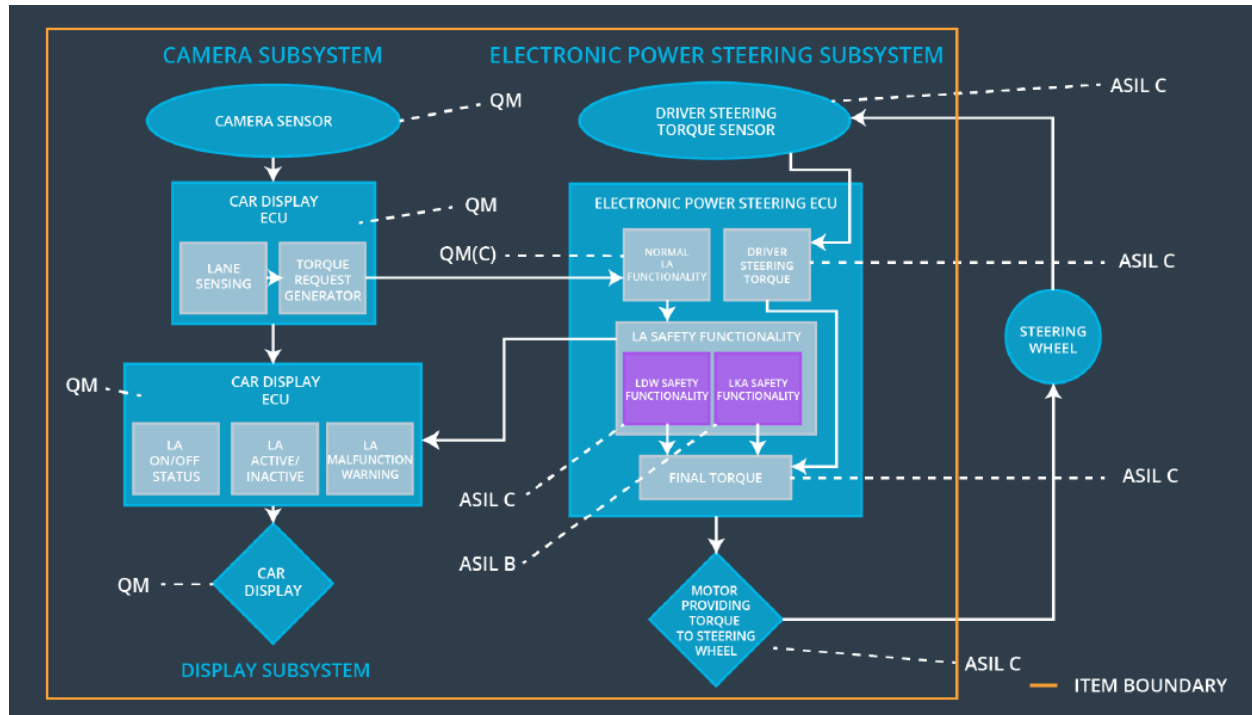 CAMERA SUBSYSTEM
ELECTRONIC POWER STEERING SUBSYSTEM
CAMERA SENSOR
QM
DRIVER STEERING
TORQUE SENSOR
ASIL C
CAR DISPLAY
ECU
QM
LANE
SENSING
TORQUE
REQUEST
GENERATOR
ELECTRONIC POWER STEERING ECU
QM(C)
NORMAL
LA
FUNCTIONALITY
DRIVER
STEERING
TORQUE
ASIL C
LA SAFETY FUNCTIONALITY
LDW SAFETY
FUNCTIONALITY
LKA SAFETY
FUNCTIONALITY
STEERING
WHEEL
QM
CAR DISPLAY
ECU
LA
ON/OFF
STATUS
LA
ACTIVE/
INACTIVE
LA
MALFUNCTION
WARNING
FINAL TORQUE
ASIL C
ASIL C
ASIL B
QM
CAR
DISPLAY
MOTOR
PROVIDING
TORQUE
TO STEERING
WHEEL
ASIL C
DISPLAY SUBSYSTEM
ITEM BOUNDARY